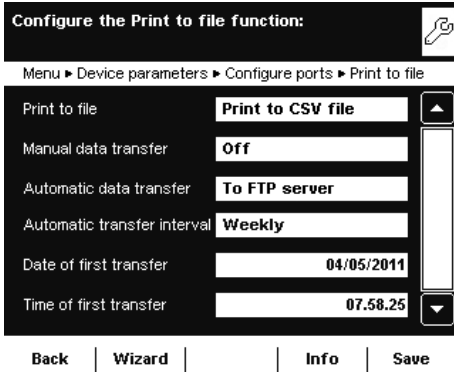 Configure the Print to file function:
Menu ▸ Device parameters ▸ Configure ports ▸ Print to file
Print to file Print to CSV file
Manual data transfer Off
Automatic data transfer To FTP server
Automatic transfer interval Weekly
Date of first transfer 04/05/2011
Time of first transfer 07.58.25
Back Wizard Info Save